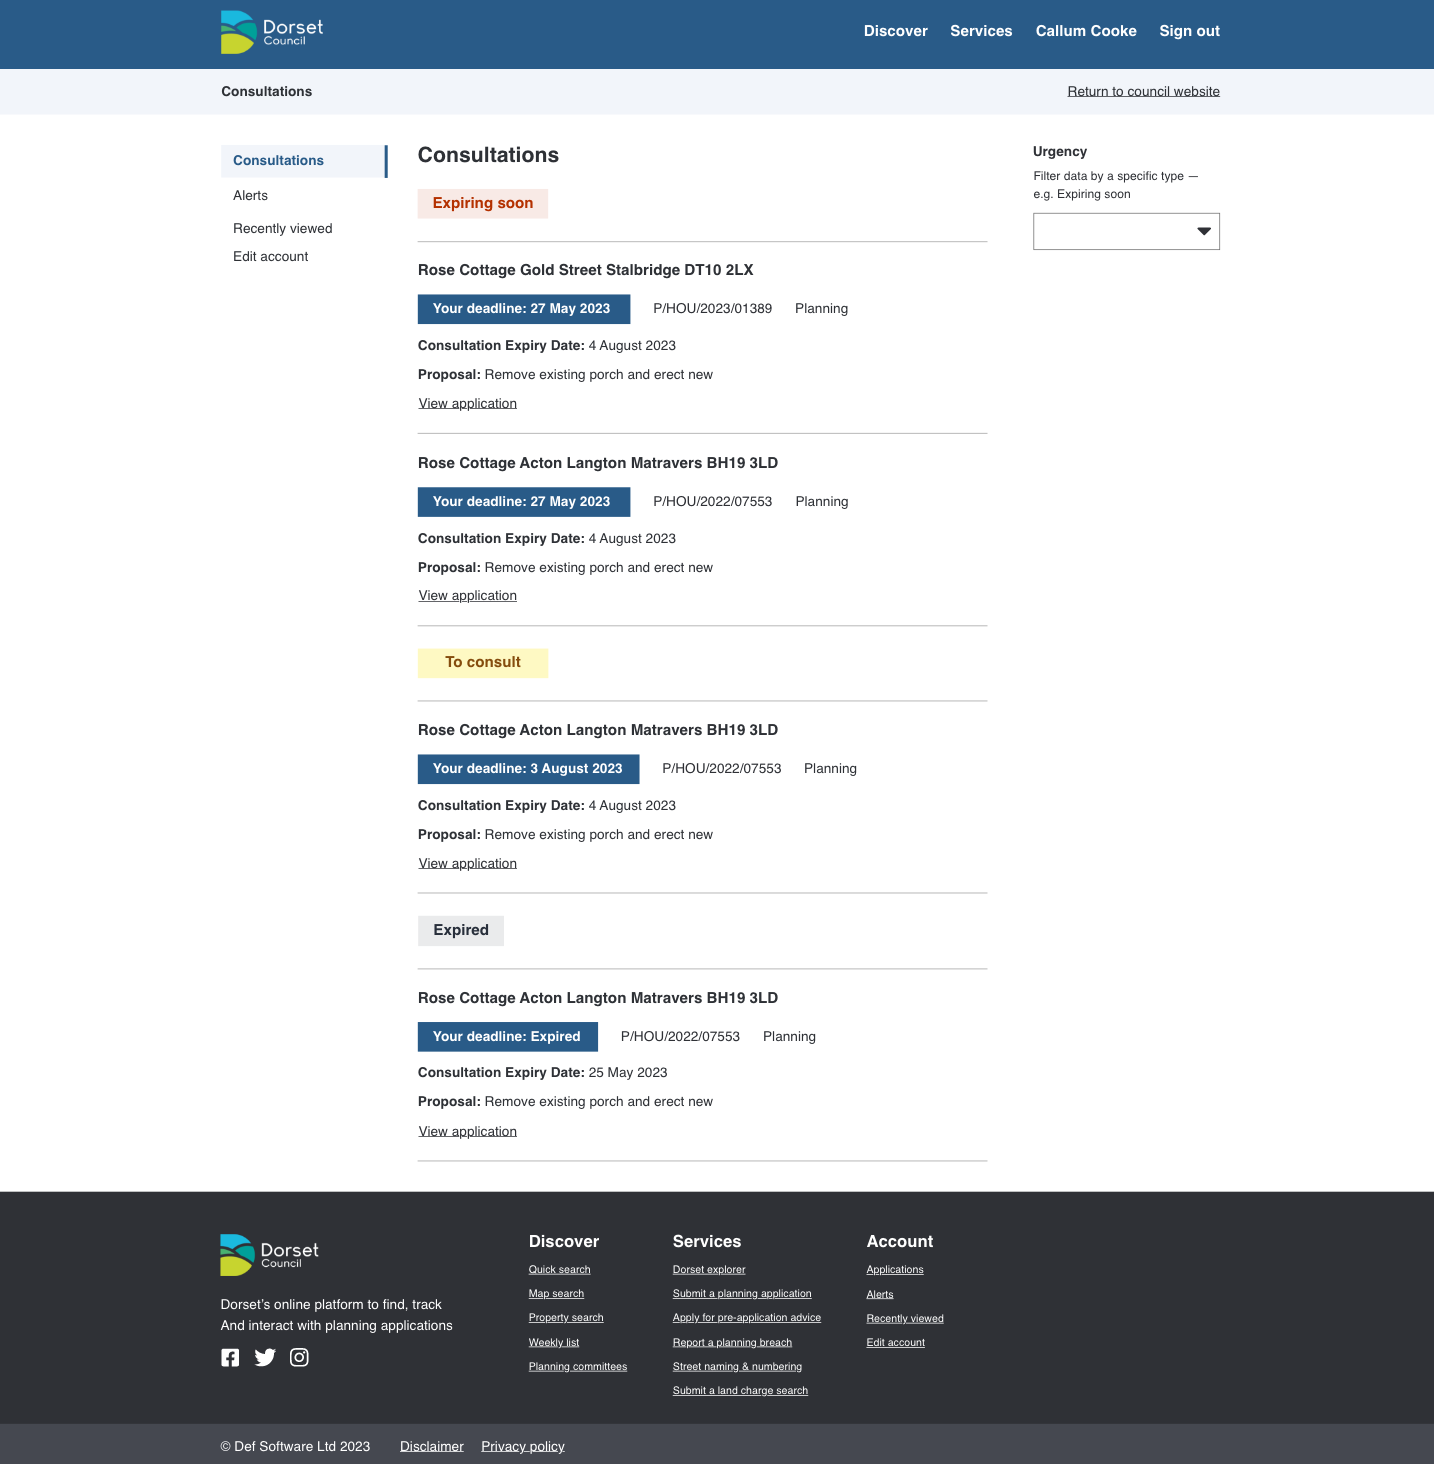 Dorset
Council
Discover Services Callum Cooke Sign out
Consultations
Return to council website
Consultations
Alerts
Recently viewed
Edit account
Consultations
Expiring soon
Rose Cottage Gold Street Stalbridge DT10 2LX
Your deadline: 27 May 2023 P/HOU/2023/01389 Planning
Consultation Expiry Date: 4 August 2023
Proposal: Remove existing porch and erect new
View application
Rose Cottage Acton Langton Matravers BH19 3LD
Your deadline: 27 May 2023 P/HOU/2022/07553 Planning
Consultation Expiry Date: 4 August 2023
Proposal: Remove existing porch and erect new
View application
To consult
Rose Cottage Acton Langton Matravers BH19 3LD
Your deadline: 3 August 2023 P/HOU/2022/07553 Planning
Consultation Expiry Date: 4 August 2023
Proposal: Remove existing porch and erect new
View application
Expired
Rose Cottage Acton Langton Matravers BH19 3LD
Your deadline: Expired P/HOU/2022/07553 Planning
Consultation Expiry Date: 25 May 2023
Proposal: Remove existing porch and erect new
View application
Urgency
Filter data by a specific type —
e.g. Expiring soon
Dorset
Council
Dorset's online platform to find, track
And interact with planning applications
Discover
Quick search
Map search
Property search
Weekly list
Planning committees
Services
Dorset explorer
Submit a planning application
Apply for pre-application advice
Report a planning breach
Street naming & numbering
Submit a land charge search
Account
Applications
Alerts
Recently viewed
Edit account
© Def Software Ltd 2023 Disclaimer Privacy policy